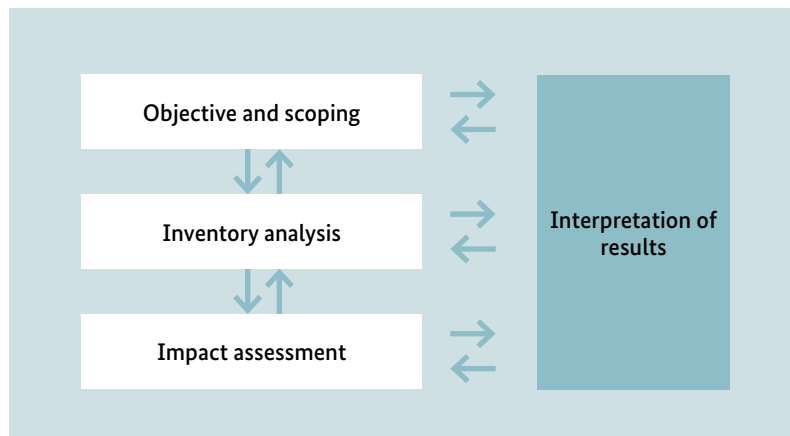 Objective and scoping
Inventory analysis
Interpretation of
results
Impact assessment